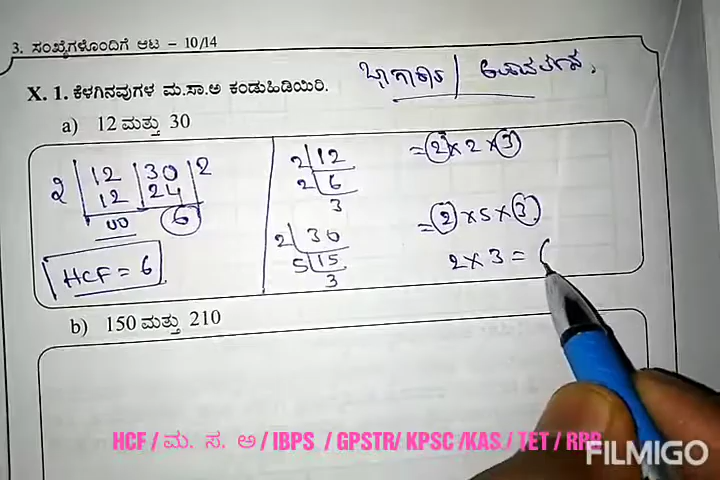 3. ಸಂಖ್ಯೆಗಳೊಂದಿಗೆ ಆಟ – 10/14
X. 1. ಕೆಳಗಿನವುಗಳ ಮ.ಸಾ.ಅ ಕಂಡುಹಿಡಿಯಿರಿ. ಭಾಗಾಕಾರ | ಅಪವರ್ತನ.
a) 12 ಮತ್ತು 30
2 | 12 | 30 | 2
12 | 24
00 6
HCF = 6
2 | 12
2 | 6
3
2 | 30
5 | 15
3
= 2 × 2 × 3
= 2 × 5 × 3
2 × 3 =
b) 150 ಮತ್ತು 210
HCF / ಮ. ಸ. ಅ / IBPS / GPSTR/ KPSC /KAS / TET / RRB
FILMIGO